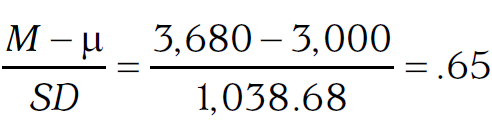 (M − μ)/SD = (3,680 − 3,000)/1,038.68 = .65